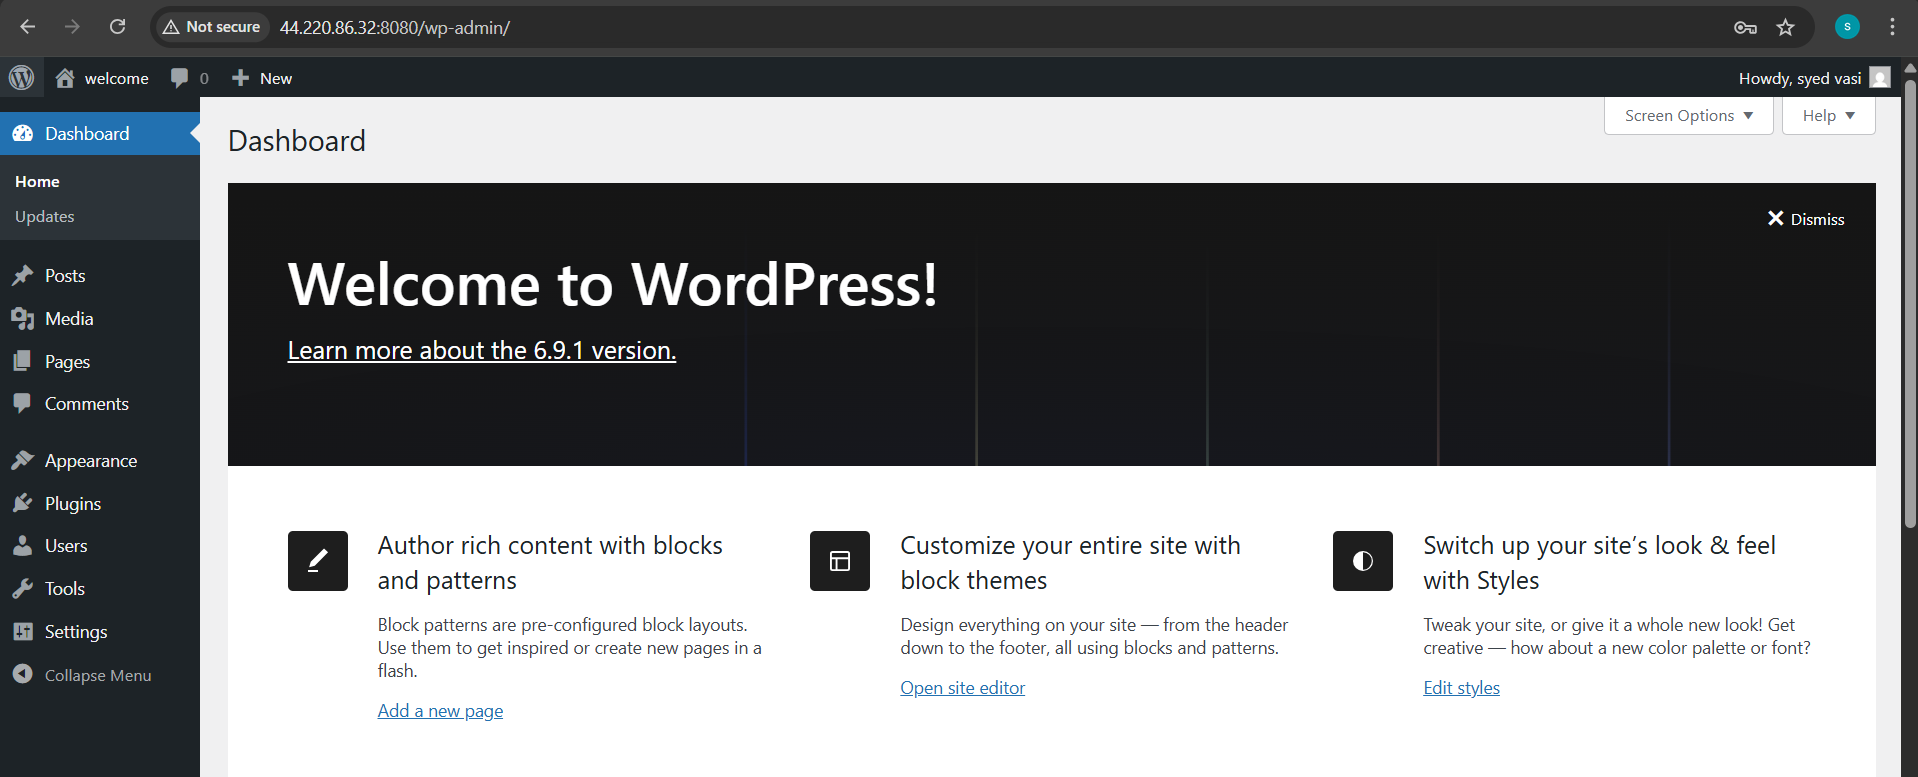 Not secure 44.220.86.32:8080/wp-admin/ s
welcome 0 New Howdy, syed vasi
Dashboard
Home
Updates
Posts
Media
Pages
Comments
Appearance
Plugins
Users
Tools
Settings
Collapse Menu
Screen Options Help
Dashboard
Dismiss
Welcome to WordPress!
Learn more about the 6.9.1 version.
Author rich content with blocks
and patterns
Block patterns are pre-configured block layouts.
Use them to get inspired or create new pages in a
flash.
Add a new page
Customize your entire site with
block themes
Design everything on your site — from the header
down to the footer, all using blocks and patterns.
Open site editor
Switch up your site’s look & feel
with Styles
Tweak your site, or give it a whole new look! Get
creative — how about a new color palette or font?
Edit styles